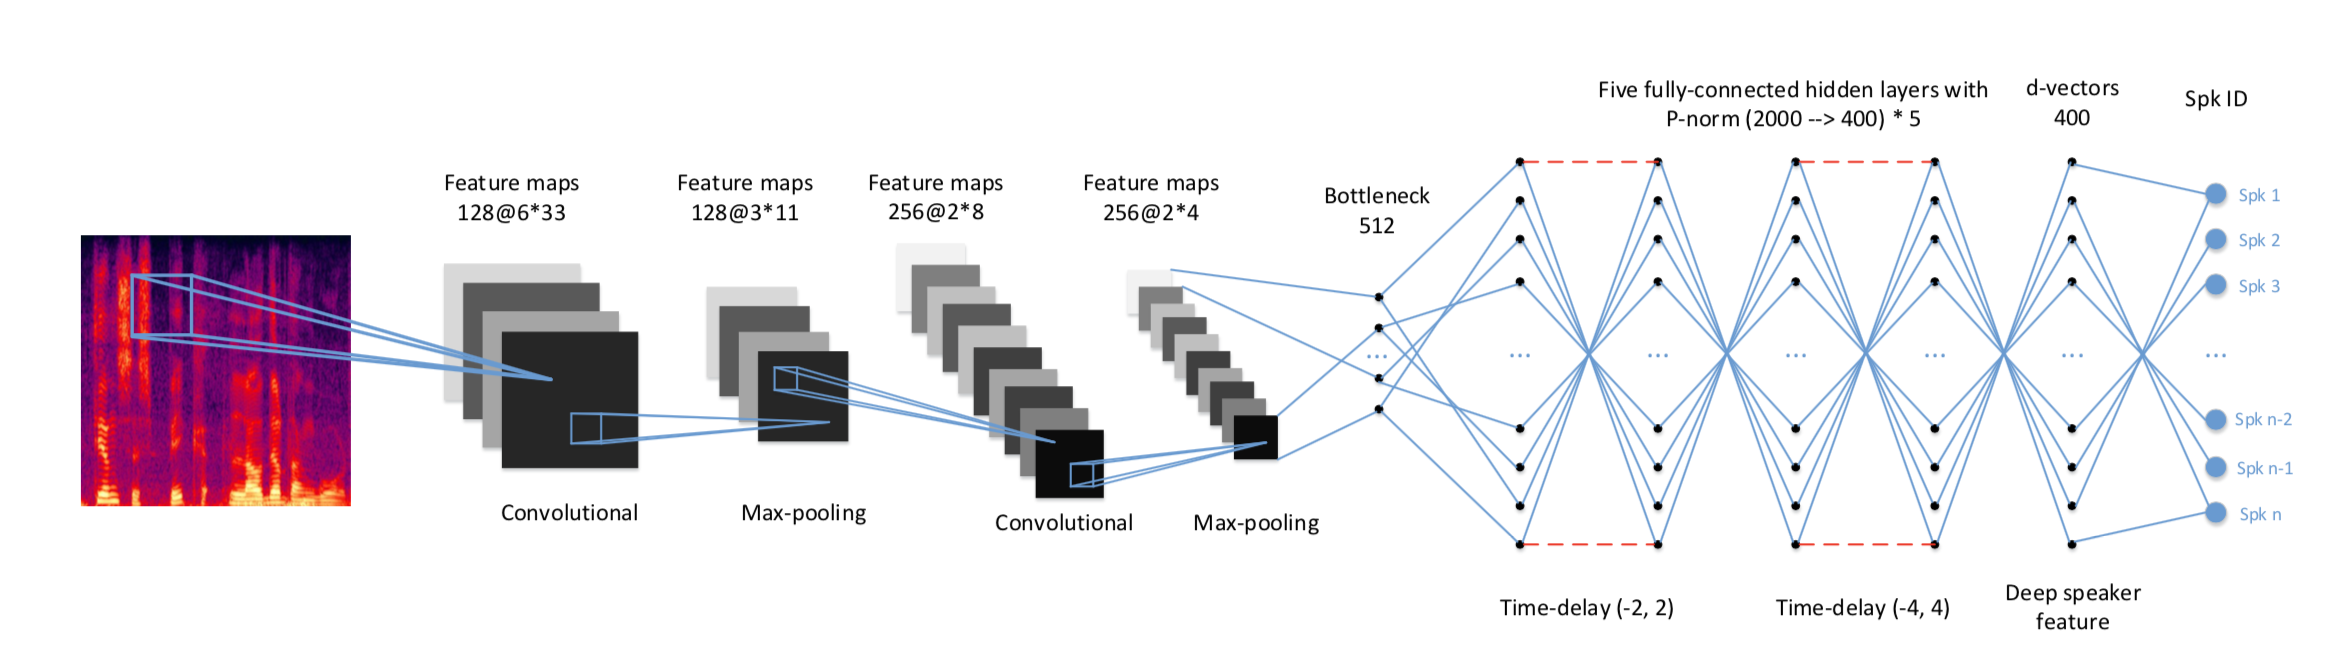 Feature maps
128@6*33
Convolutional
Feature maps
128@3*11
Max-pooling
Feature maps
256@2*8
Convolutional
Feature maps
256@2*4
Max-pooling
Bottleneck
512
...
Five fully-connected hidden layers with
P-norm (2000 --> 400) * 5
... ... ... ... ... ...
Time-delay (-2, 2)
Time-delay (-4, 4)
d-vectors
400
Deep speaker
feature
Spk ID
Spk 1
Spk 2
Spk 3
Spk n-2
Spk n-1
Spk n